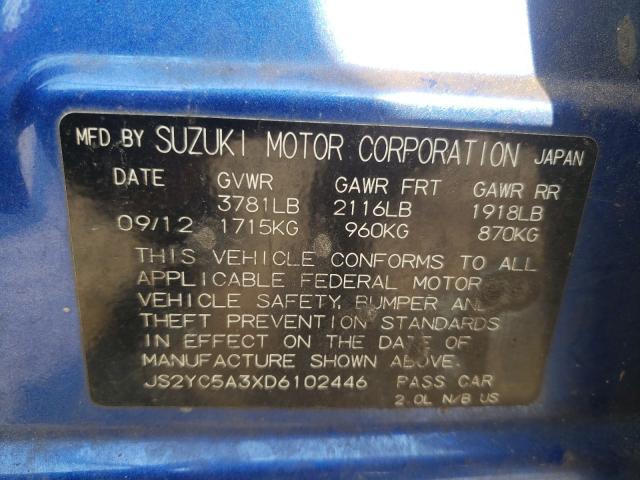 MFD BY SUZUKI MOTOR CORPORATION JAPAN
DATE GVWR GAWR FRT GAWR RR
3781LB 2116LB 1918LB
09/12 1715KG 960KG 870KG
THIS VEHICLE CONFORMS TO ALL
APPLICABLE FEDERAL MOTOR
VEHICLE SAFETY, BUMPER AND
THEFT PREVENTION STANDARDS
IN EFFECT ON THE DATE OF
MANUFACTURE SHOWN ABOVE.
JS2YC5A3XD6102446 PASS CAR
2.0L N/B US